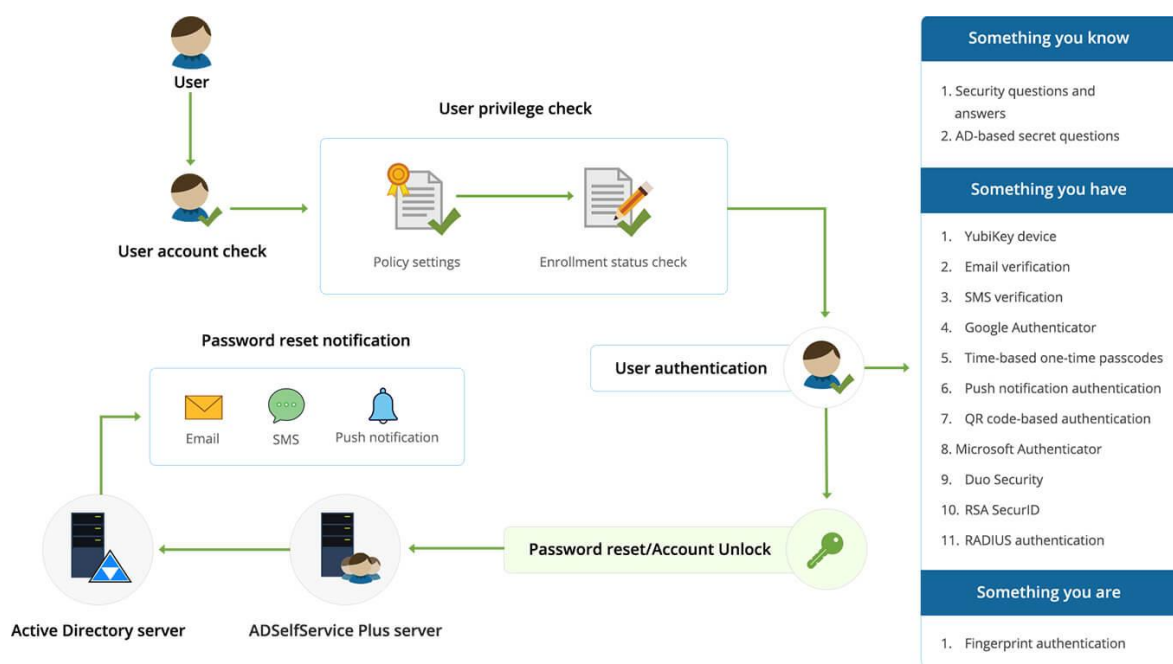 User
User account check
User privilege check
Policy settings
Enrollment status check
User authentication
Password reset/Account Unlock
ADSelfService Plus server
Active Directory server
Password reset notification
Email
SMS
Push notification
Something you know
1. Security questions and
answers
2. AD-based secret questions
Something you have
1. YubiKey device
2. Email verification
3. SMS verification
4. Google Authenticator
5. Time-based one-time passcodes
6. Push notification authentication
7. QR code-based authentication
8. Microsoft Authenticator
9. Duo Security
10. RSA SecurID
11. RADIUS authentication
Something you are
1. Fingerprint authentication